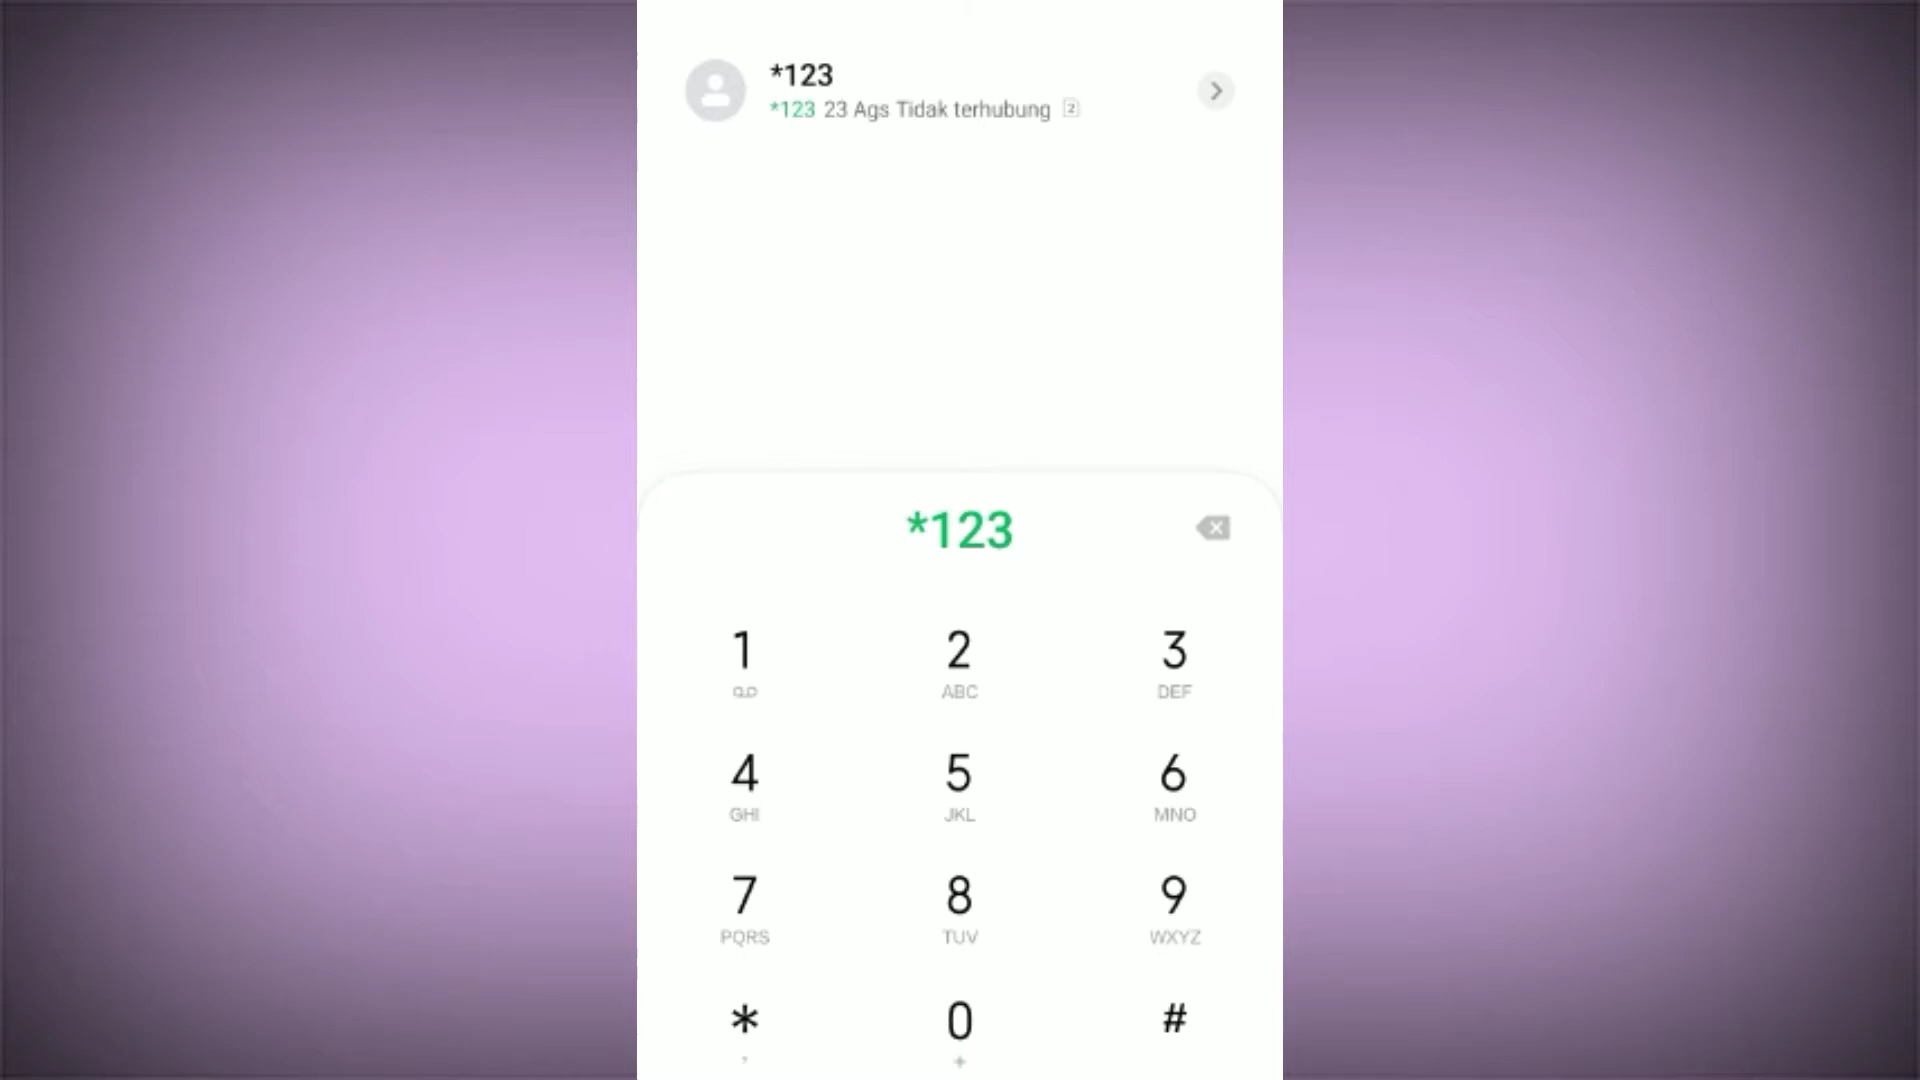 *123
*123 23 Ags Tidak terhubung 2
*123
1 2 3
ABC DEF
4 5 6
GHI JKL MNO
7 8 9
PQRS TUV WXYZ
* 0 #
, +